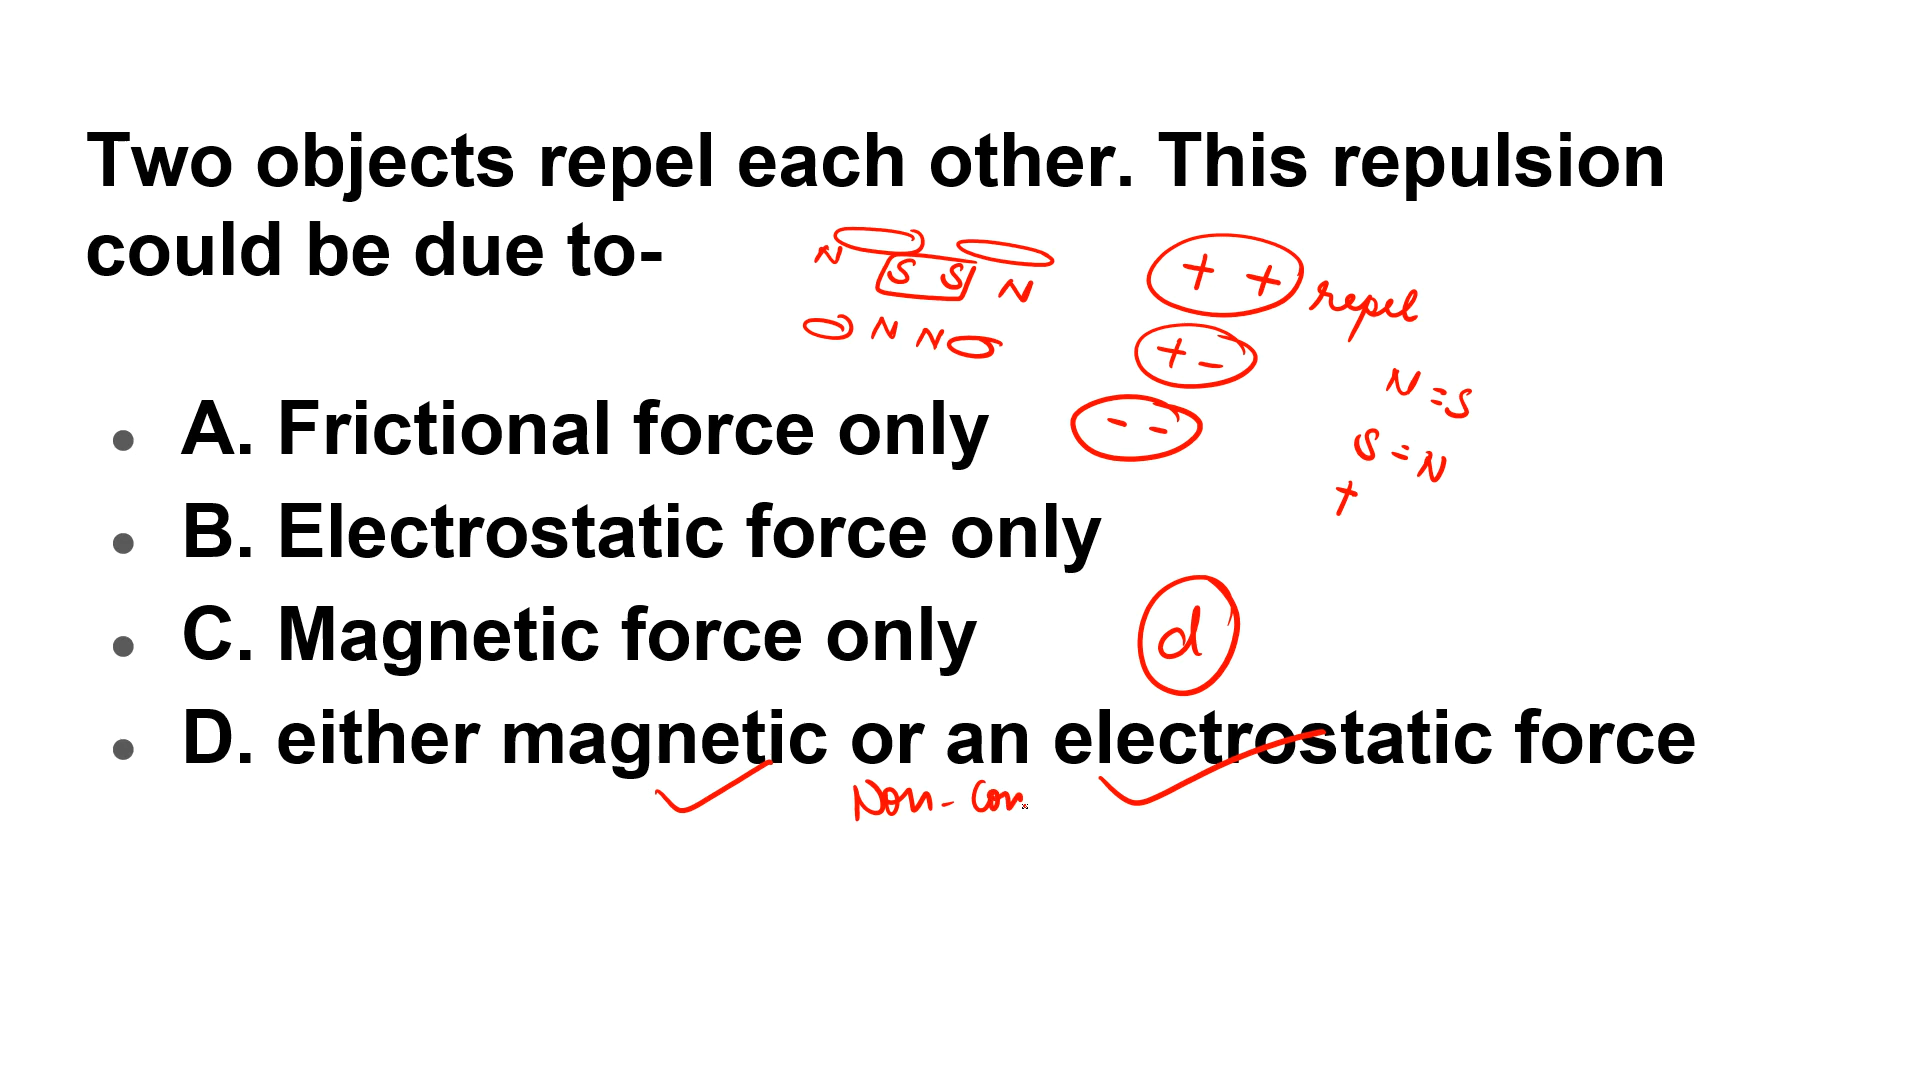 Two objects repel each other. This repulsion
could be due to-
N S S N
N N
+ + repel
+ -
- -
N = S
S = N
+
• A. Frictional force only
• B. Electrostatic force only
• C. Magnetic force only
d
• D. either magnetic or an electrostatic force
Non - Con